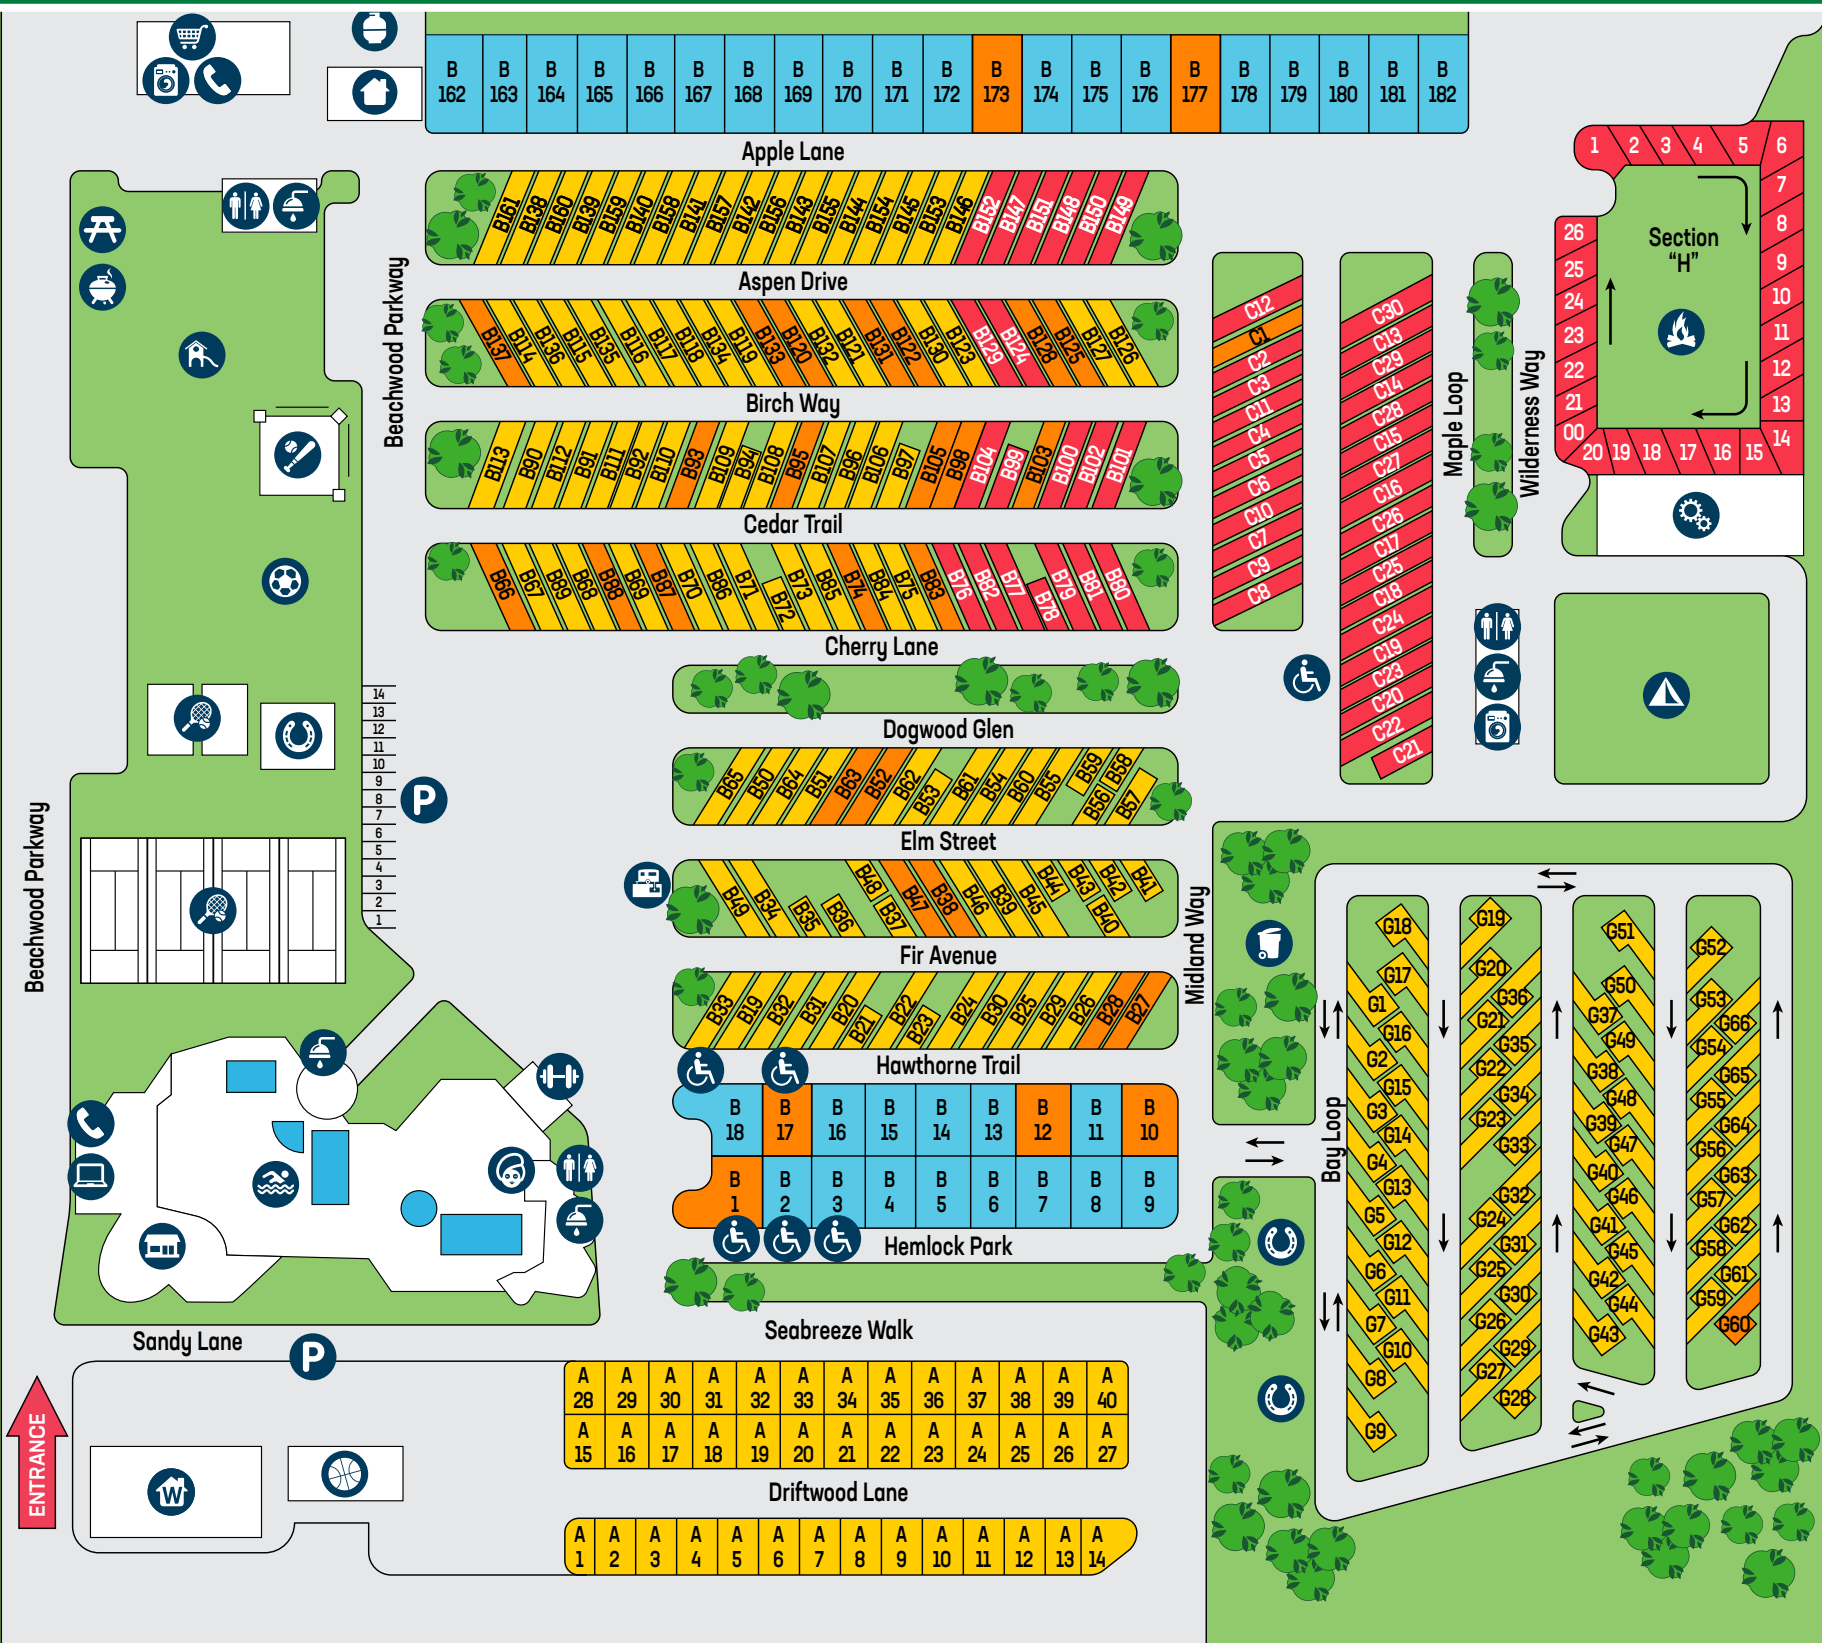 B 162 B 163 B 164 B 165 B 166 B 167 B 168 B 169 B 170 B 171 B 172 B 173 B 174 B 175 B 176 B 177 B 178 B 179 B 180 B 181 B 182
Apple Lane
B161 B138 B160 B139 B159 B140 B158 B141 B157 B142 B156 B143 B155 B144 B154 B145 B153 B146 B152 B147 B151 B148 B150 B149
Aspen Drive
B137 B114 B136 B115 B135 B116 B117 B118 B134 B119 B133 B120 B132 B121 B131 B122 B130 B123 B129 B124 B128 B125 B127 B126
Birch Way
B113 B90 B112 B91 B111 B92 B110 B93 B109 B94 B108 B95 B107 B96 B106 B97 B105 B98 B104 B99 B103 B100 B102 B101
Cedar Trail
B66 B67 B89 B68 B88 B69 B87 B70 B86 B71 B72 B73 B85 B74 B84 B75 B83 B76 B82 B77 B78 B79 B81 B80
Cherry Lane
Dogwood Glen
B65 B50 B64 B51 B63 B52 B62 B53 B61 B54 B60 B55 B59 B58 B56 B57
Elm Street
B49 B34 B35 B36 B48 B37 B47 B38 B46 B39 B45 B44 B43 B42 B41 B40
Fir Avenue
B33 B19 B32 B31 B20 B21 B22 B23 B24 B30 B25 B29 B26 B28 B27
Hawthorne Trail
B 18 B 17 B 16 B 15 B 14 B 13 B 12 B 11 B 10
B 1 B 2 B 3 B 4 B 5 B 6 B 7 B 8 B 9
Hemlock Park
Seabreeze Walk
A 28 A 29 A 30 A 31 A 32 A 33 A 34 A 35 A 36 A 37 A 38 A 39 A 40
A 15 A 16 A 17 A 18 A 19 A 20 A 21 A 22 A 23 A 24 A 25 A 26 A 27
Driftwood Lane
A 1 A 2 A 3 A 4 A 5 A 6 A 7 A 8 A 9 A 10 A 11 A 12 A 13 A 14
Beachwood Parkway
Beachwood Parkway
14
13
12
11
10
9
8
7
6
5
4
3
2
1
P
Sandy Lane
P
ENTRANCE
W
Midland Way
C12
C1
C2
C3
C11
C4
C5
C6
C10
C7
C9
C8
C30
C13
C29
C14
C28
C15
C27
C16
C26
C17
C25
C18
C24
C19
C23
C20
C22
C21
Maple Loop
Wilderness Way
1 2 3 4 5 6
7
8
9
10
11
12
13
14
15
16
17
18
19
20
00
21
22
23
24
25
26
Section
“H”
Bay Loop
G18
G17
G1
G16
G2
G15
G3
G14
G4
G13
G5
G12
G6
G11
G7
G10
G8
G9
G19
G20
G36
G21
G35
G22
G34
G23
G33
G32
G24
G31
G25
G30
G26
G29
G27
G28
G51
G50
G37
G49
G38
G48
G39
G47
G40
G46
G41
G45
G42
G44
G43
G52
G53
G66
G54
G65
G55
G64
G56
G63
G57
G62
G58
G61
G59
G60